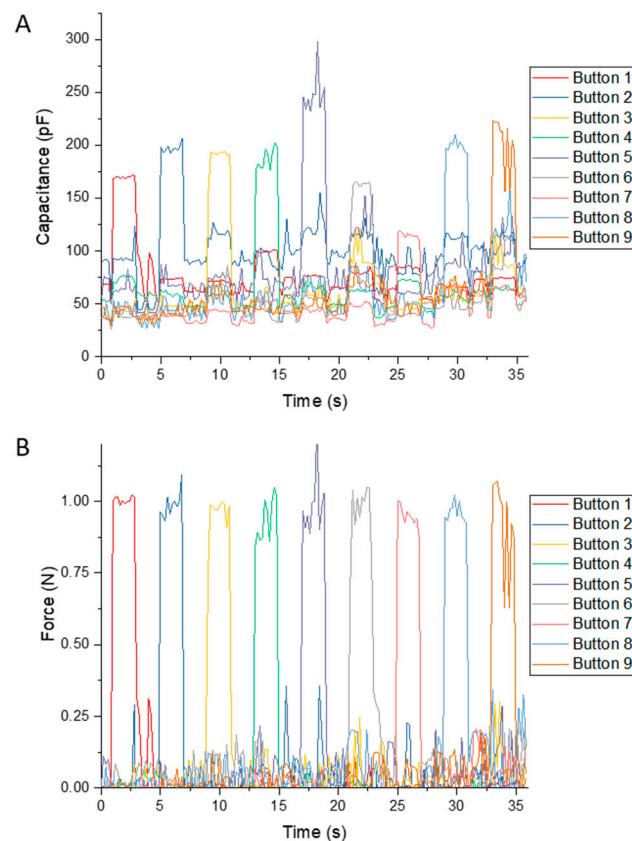 A
Capacitance (pF)
300
250
200
150
100
50
0
0 5 10 15 20 25 30 35
Time (s)
Button 1
Button 2
Button 3
Button 4
Button 5
Button 6
Button 7
Button 8
Button 9
B
Force (N)
1.00
0.75
0.50
0.25
0.00
0 5 10 15 20 25 30 35
Time (s)
Button 1
Button 2
Button 3
Button 4
Button 5
Button 6
Button 7
Button 8
Button 9